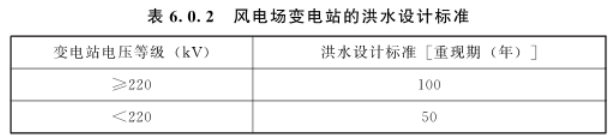 表 6.0.2 风电场变电站的洪水设计标准
变电站电压等级（kV） 洪水设计标准［重现期（年）］
≥220 100
<220 50